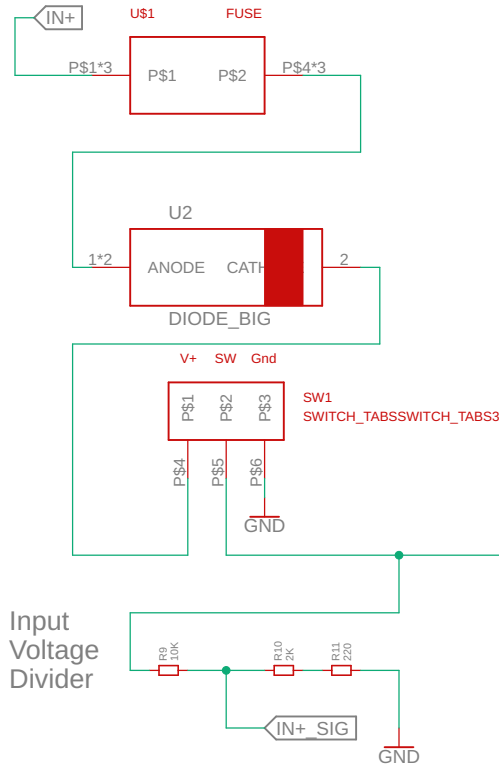 IN+
U$1 FUSE
P$1*3 P$1 P$2 P$4*3
U2
1*2 ANODE CATH 2
DIODE_BIG
V+ SW Gnd
P$1 P$2 P$3
SW1
SWITCH_TABSSWITCH_TABS3
P$4 P$5 P$6
GND
Input
Voltage
Divider
R9
10K
R10
2K
R11
220
IN+_SIG
GND